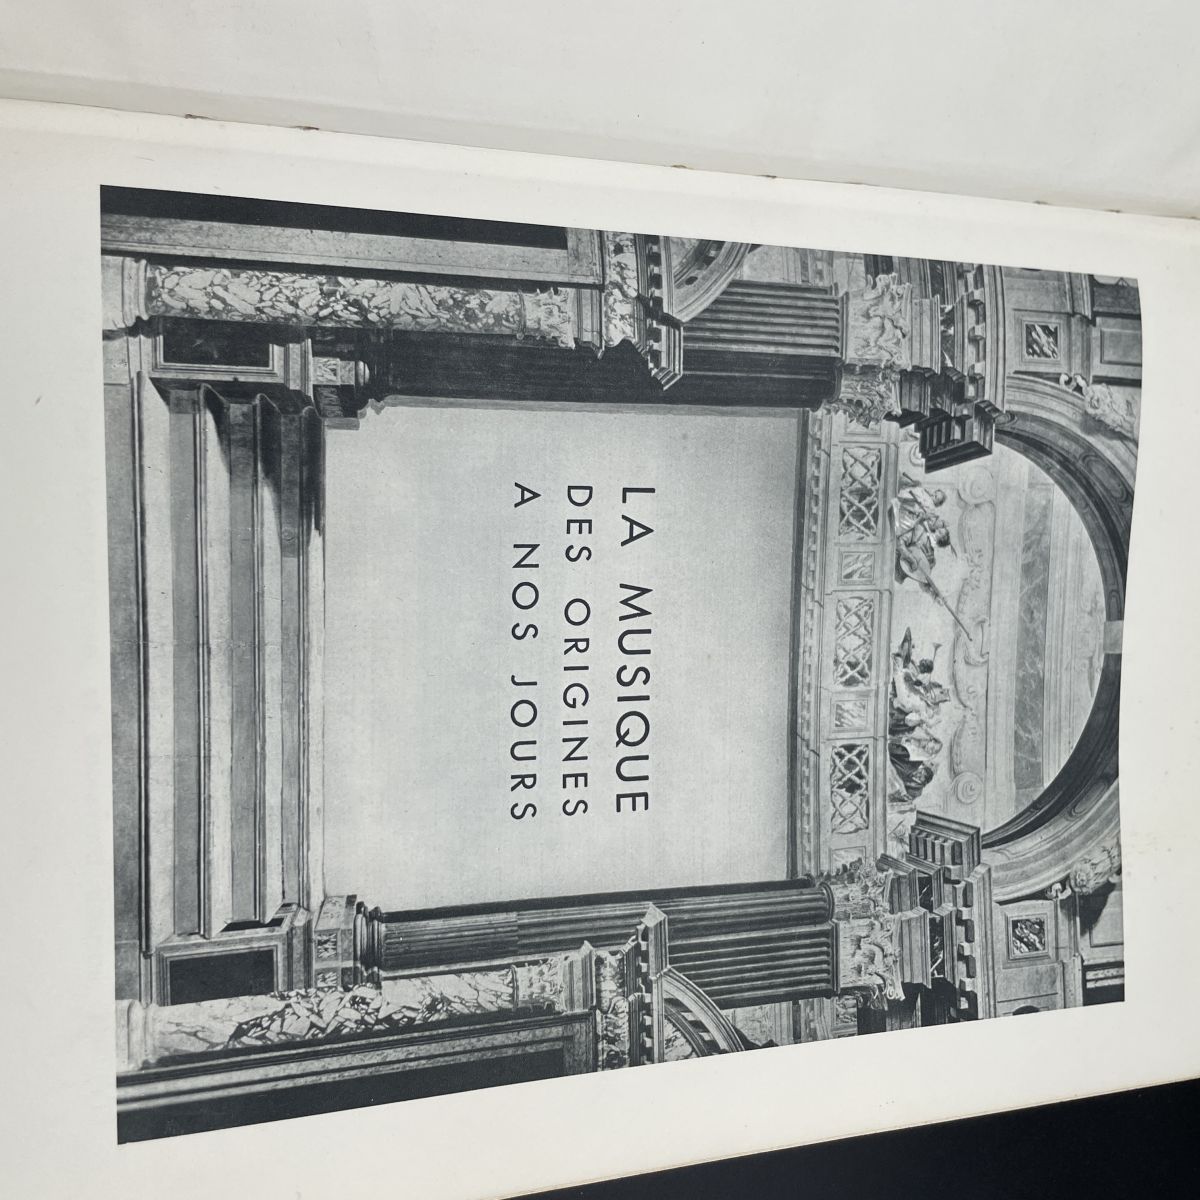 LA MUSIQUE
DES ORIGINES
A NOS JOURS